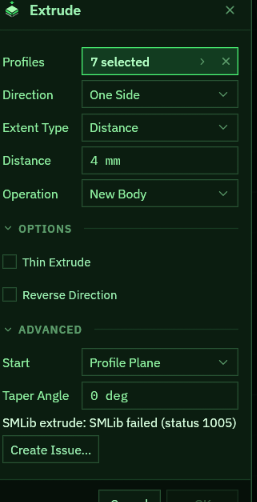 Extrude
Profiles 7 selected
Direction One Side
Extent Type Distance
Distance 4 mm
Operation New Body
OPTIONS
Thin Extrude
Reverse Direction
ADVANCED
Start Profile Plane
Taper Angle 0 deg
SMLib extrude: SMLib failed (status 1005)
Create Issue...